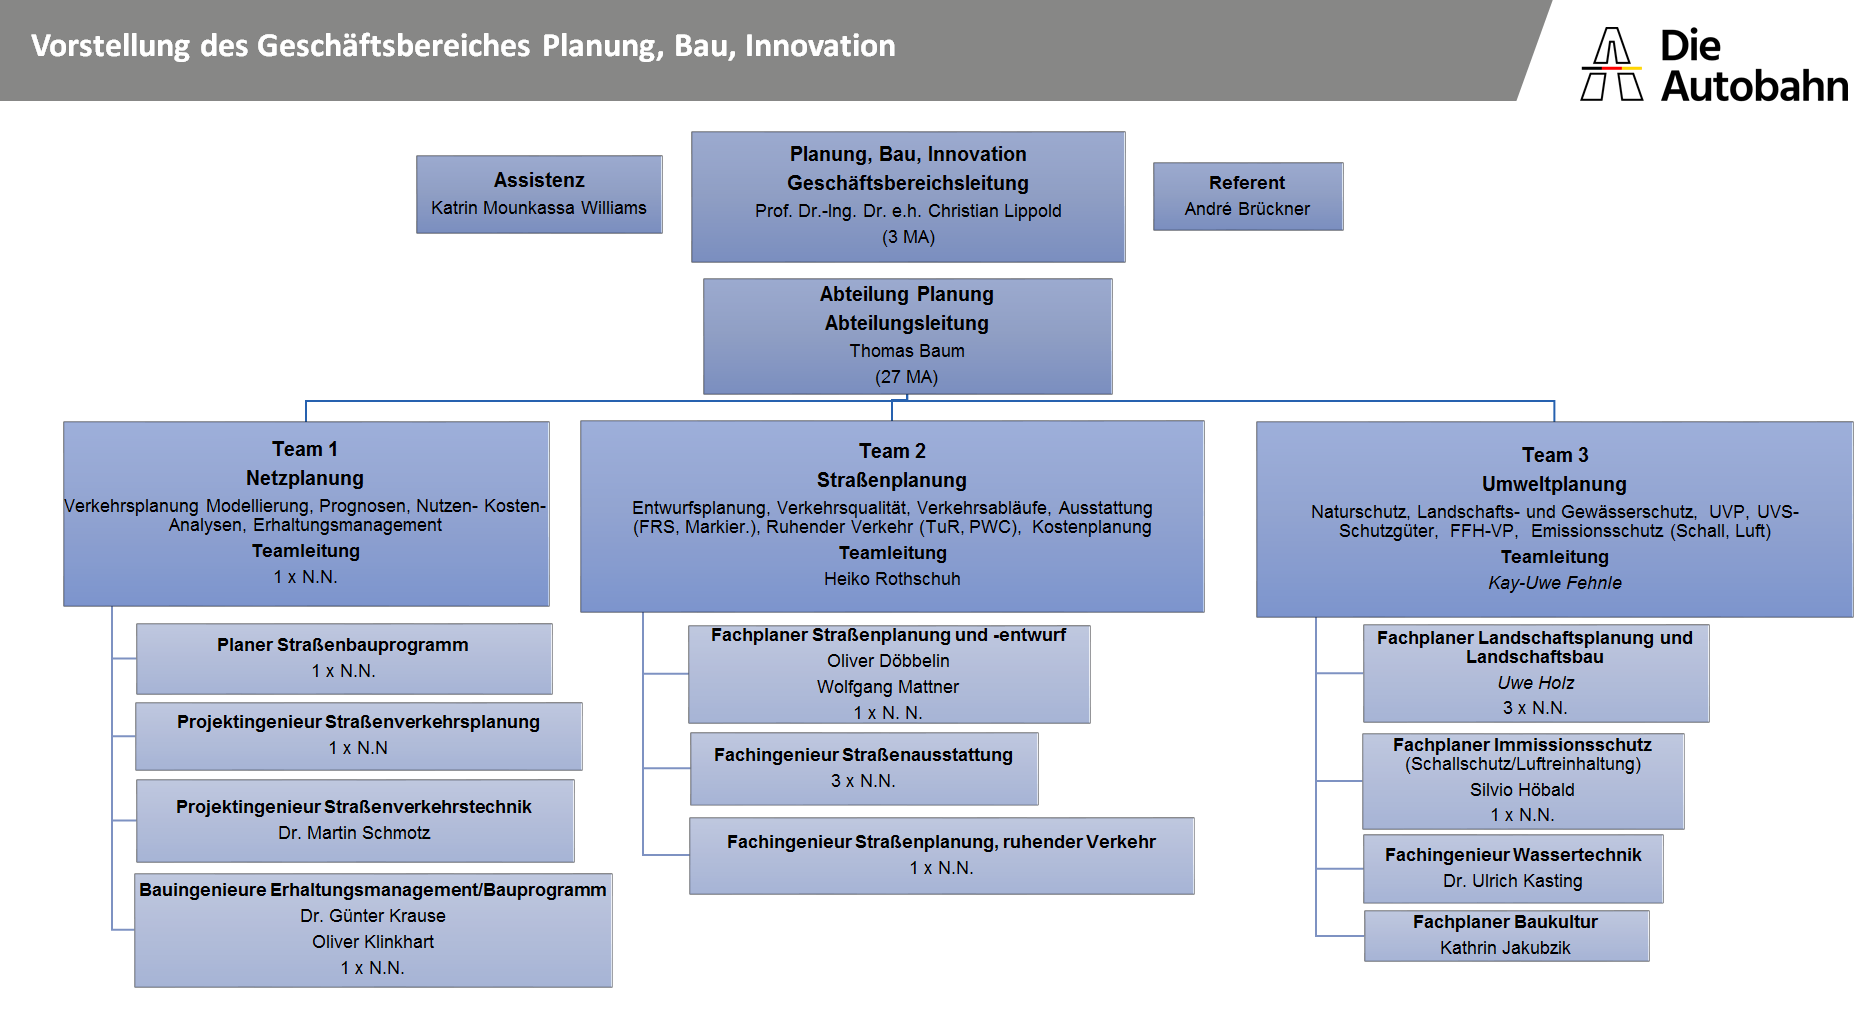 Vorstellung des Geschäftsbereiches Planung, Bau, Innovation
Die
Autobahn
Assistenz
Katrin Mounkassa Williams
Planung, Bau, Innovation
Geschäftsbereichsleitung
Prof. Dr.-Ing. Dr. e.h. Christian Lippold
(3 MA)
Referent
André Brückner
Abteilung Planung
Abteilungsleitung
Thomas Baum
(27 MA)
Team 1
Netzplanung
Verkehrsplanung Modellierung, Prognosen, Nutzen- Kosten-
Analysen, Erhaltungsmanagement
Teamleitung
1 x N.N.
Planer Straßenbauprogramm
1 x N.N.
Projektingenieur Straßenverkehrsplanung
1 x N.N
Projektingenieur Straßenverkehrstechnik
Dr. Martin Schmotz
Bauingenieure Erhaltungsmanagement/Bauprogramm
Dr. Günter Krause
Oliver Klinkhart
1 x N.N.
Team 2
Straßenplanung
Entwurfsplanung, Verkehrsqualität, Verkehrsabläufe, Ausstattung
(FRS, Markier.), Ruhender Verkehr (TuR, PWC), Kostenplanung
Teamleitung
Heiko Rothschuh
Fachplaner Straßenplanung und -entwurf
Oliver Döbbelin
Wolfgang Mattner
1 x N. N.
Fachingenieur Straßenausstattung
3 x N.N.
Fachingenieur Straßenplanung, ruhender Verkehr
1 x N.N.
Team 3
Umweltplanung
Naturschutz, Landschafts- und Gewässerschutz, UVP, UVS-
Schutzgüter, FFH-VP, Emissionsschutz (Schall, Luft)
Teamleitung
Kay-Uwe Fehnle
Fachplaner Landschaftsplanung und
Landschaftsbau
Uwe Holz
3 x N.N.
Fachplaner Immissionsschutz
(Schallschutz/Luftreinhaltung)
Silvio Höbald
1 x N.N.
Fachingenieur Wassertechnik
Dr. Ulrich Kasting
Fachplaner Baukultur
Kathrin Jakubzik